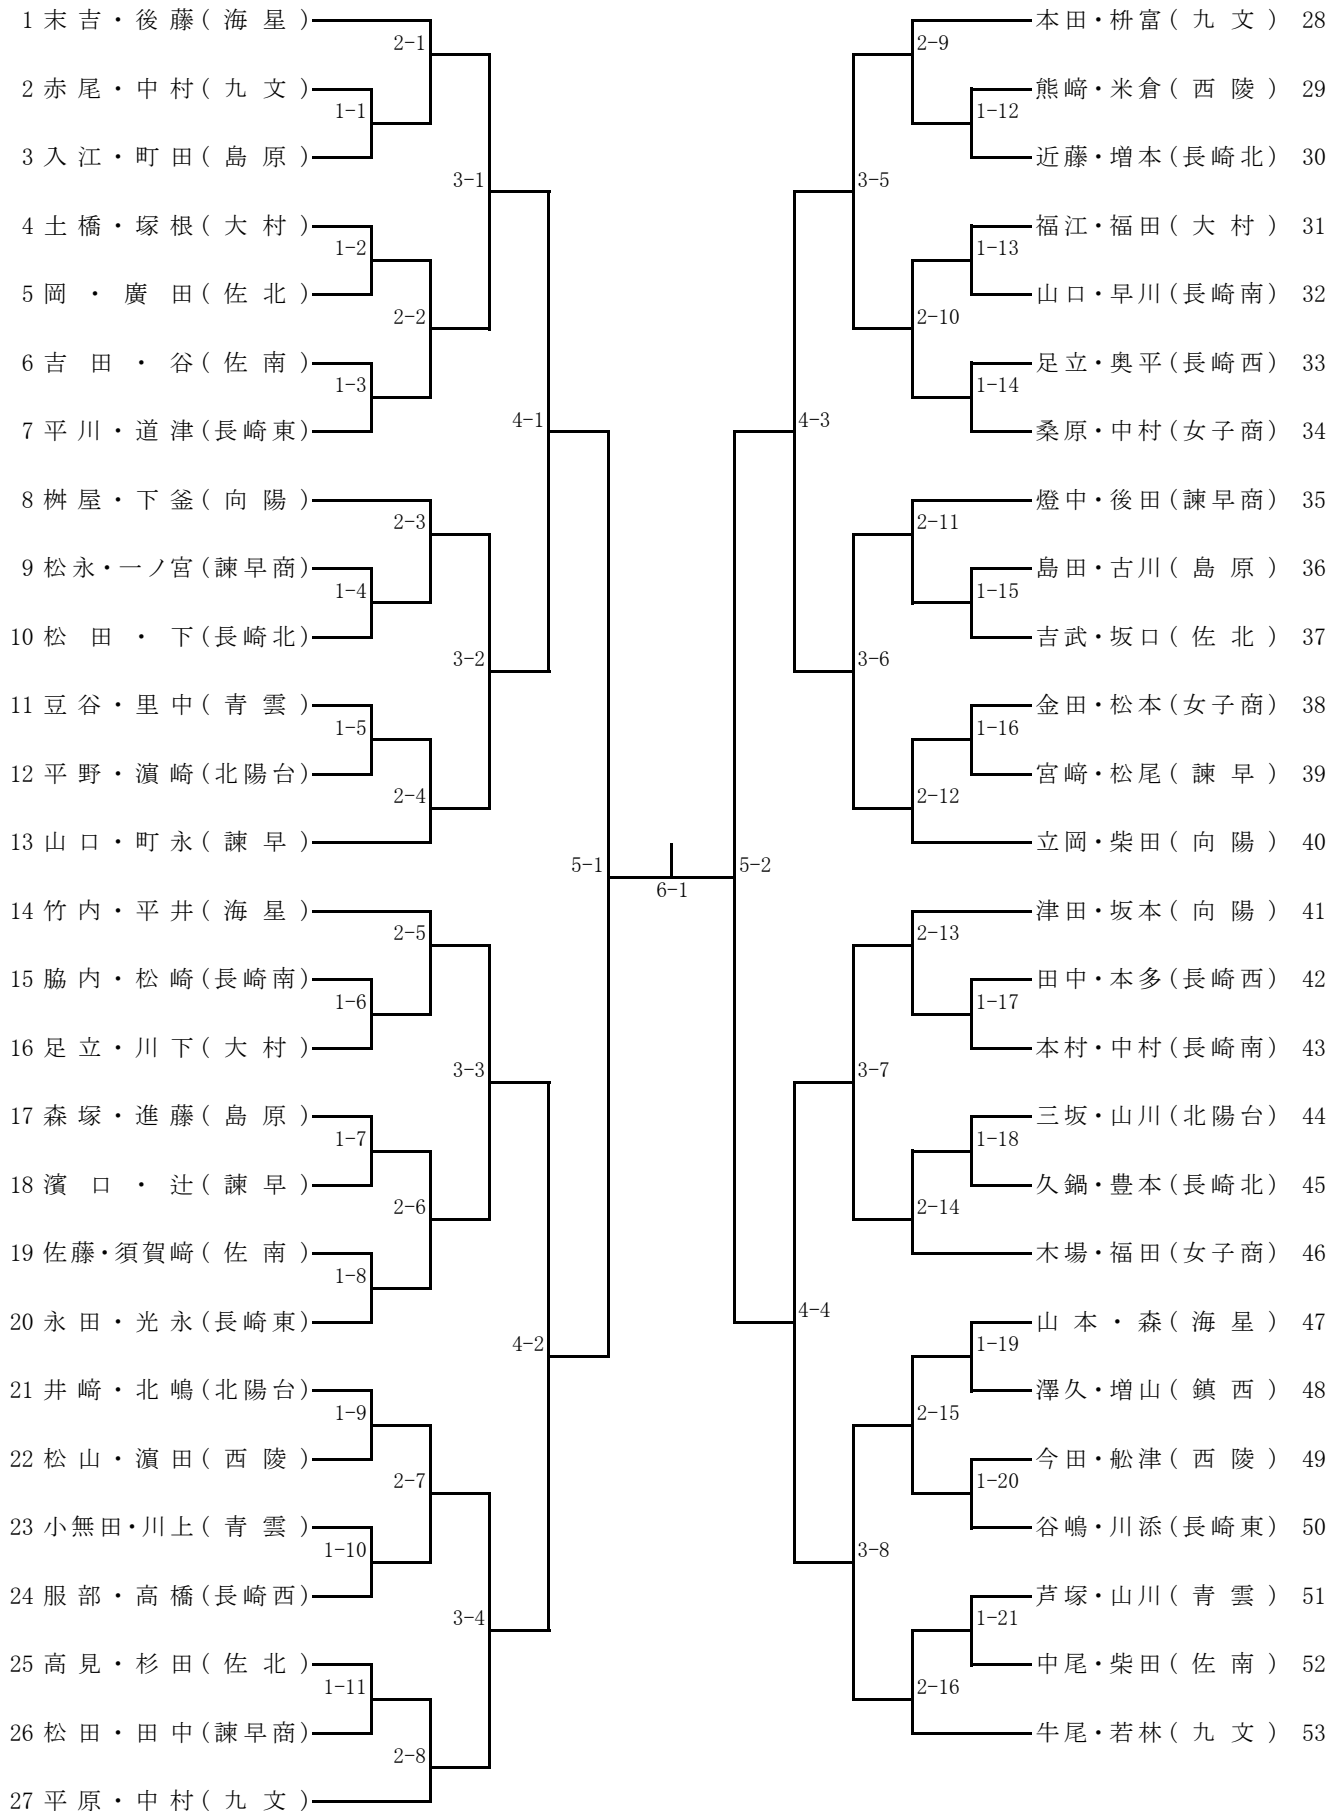 1 末吉・後藤(海星)
2-1
2 赤尾・中村(九文)
1-1
3 入江・町田(島原)
3-1
4 土橋・塚根(大村)
1-2
5 岡・廣田(佐北)
2-2
6 吉田・谷(佐南)
1-3
7 平川・道津(長崎東)
4-1
8 桝屋・下釜(向陽)
2-3
9 松永・一ノ宮(諫早商)
1-4
10 松田・下(長崎北)
3-2
11 豆谷・里中(青雲)
1-5
12 平野・濵崎(北陽台)
2-4
13 山口・町永(諫早)
5-1
14 竹内・平井(海星)
2-5
15 脇内・松崎(長崎南)
1-6
16 足立・川下(大村)
3-3
17 森塚・進藤(島原)
1-7
18 濱口・辻(諫早)
2-6
19 佐藤・須賀﨑(佐南)
1-8
20 永田・光永(長崎東)
4-2
21 井﨑・北嶋(北陽台)
1-9
22 松山・濵田(西陵)
2-7
23 小無田・川上(青雲)
1-10
24 服部・高橋(長崎西)
3-4
25 高見・杉田(佐北)
1-11
26 松田・田中(諫早商)
2-8
27 平原・中村(九文)
6-1
本田・枡富(九文) 28
2-9
熊﨑・米倉(西陵) 29
1-12
近藤・増本(長崎北) 30
3-5
福江・福田(大村) 31
1-13
山口・早川(長崎南) 32
2-10
足立・奥平(長崎西) 33
1-14
桑原・中村(女子商) 34
4-3
燈中・後田(諫早商) 35
2-11
島田・古川(島原) 36
1-15
吉武・坂口(佐北) 37
3-6
金田・松本(女子商) 38
1-16
宮﨑・松尾(諫早) 39
2-12
立岡・柴田(向陽) 40
5-2
津田・坂本(向陽) 41
2-13
田中・本多(長崎西) 42
1-17
本村・中村(長崎南) 43
3-7
三坂・山川(北陽台) 44
1-18
久鍋・豊本(長崎北) 45
2-14
木場・福田(女子商) 46
4-4
山本・森(海星) 47
1-19
澤久・増山(鎮西) 48
2-15
今田・舩津(西陵) 49
1-20
谷嶋・川添(長崎東) 50
3-8
芦塚・山川(青雲) 51
1-21
中尾・柴田(佐南) 52
2-16
牛尾・若林(九文) 53